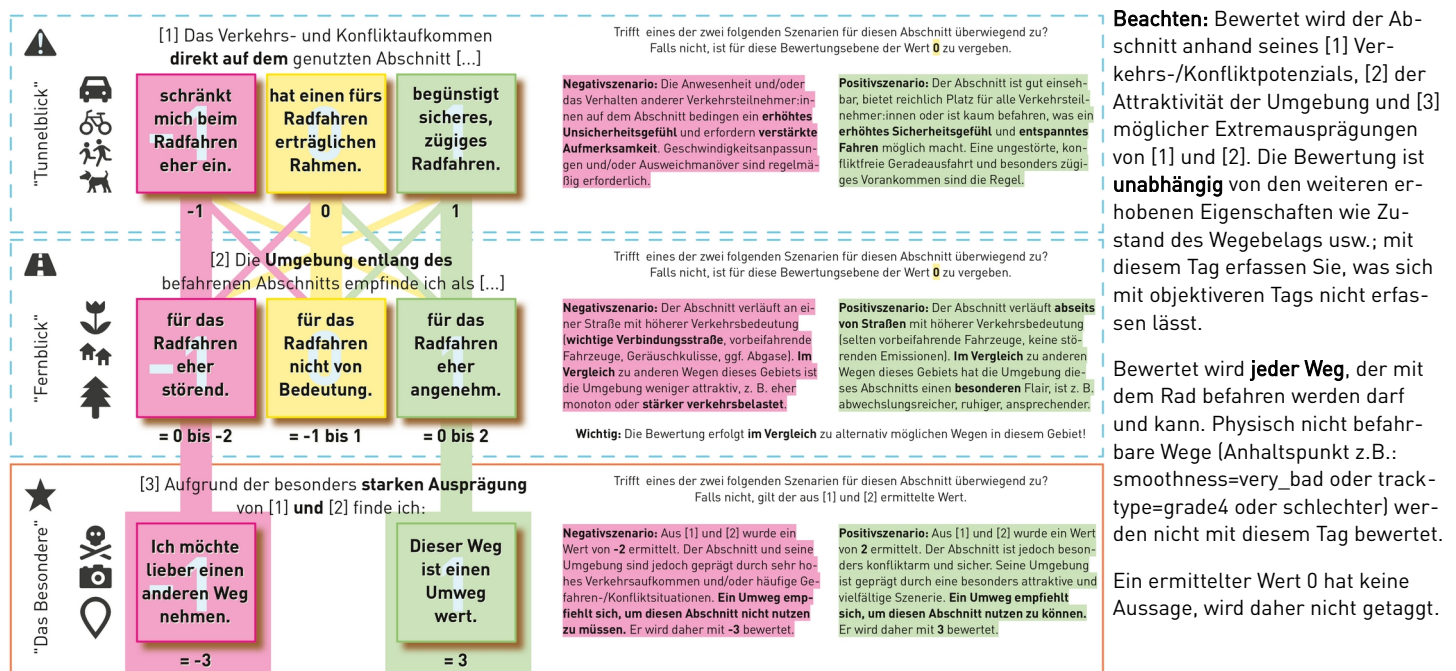 "Tunnelblick"
[1] Das Verkehrs- und Konfliktaufkommen
direkt auf dem genutzten Abschnitt [...]
schränkt
mich beim
Radfahren
eher ein.
-1
hat einen fürs
Radfahren
erträglichen
Rahmen.
0
begünstigt
sicheres,
zügiges
Radfahren.
1
-1
0
1
Trifft eines der zwei folgenden Szenarien für diesen Abschnitt überwiegend zu?
Falls nicht, ist für diese Bewertungsebene der Wert 0 zu vergeben.
Negativszenario: Die Anwesenheit und/oder
das Verhalten anderer Verkehrsteilnehmer:in-
nen auf dem Abschnitt bedingen ein erhöhtes
Unsicherheitsgefühl und erfordern verstärkte
Aufmerksamkeit. Geschwindigkeitsanpassun-
gen und/oder Ausweichmanöver sind regelmä-
ßig erforderlich.
Positivszenario: Der Abschnitt ist gut einseh-
bar, bietet reichlich Platz für alle Verkehrsteil-
nehmer:innen oder ist kaum befahren, was ein
erhöhtes Sicherheitsgefühl und entspanntes
Fahren möglich macht. Eine ungestörte, kon-
fliktfreie Geradeausfahrt und besonders zügi-
ges Vorankommen sind die Regel.
"Fernblick"
[2] Die Umgebung entlang des
befahrenen Abschnitts empfinde ich als [...]
für das
Radfahren
eher
störend.
-1
für das
Radfahren
nicht von
Bedeutung.
0
für das
Radfahren
eher
angenehm.
1
= 0 bis -2
= -1 bis 1
= 0 bis 2
Trifft eines der zwei folgenden Szenarien für diesen Abschnitt überwiegend zu?
Falls nicht, ist für diese Bewertungsebene der Wert 0 zu vergeben.
Negativszenario: Der Abschnitt verläuft an ei-
ner Straße mit höherer Verkehrsbedeutung
(wichtige Verbindungsstraße, vorbeifahrende
Fahrzeuge, Geräuschkulisse, ggf. Abgase). Im
Vergleich zu anderen Wegen dieses Gebiets ist
die Umgebung weniger attraktiv, z. B. eher
monoton oder stärker verkehrsbelastet.
Positivszenario: Der Abschnitt verläuft abseits
von Straßen mit höherer Verkehrsbedeutung
(selten vorbeifahrende Fahrzeuge, keine stö-
renden Emissionen). Im Vergleich zu anderen
Wegen dieses Gebiets hat die Umgebung die-
ses Abschnitts einen besonderen Flair, ist z. B.
abwechslungsreicher, ruhiger, ansprechender.
Wichtig: Die Bewertung erfolgt im Vergleich zu alternativ möglichen Wegen in diesem Gebiet!
"Das Besondere"
[3] Aufgrund der besonders starken Ausprägung
von [1] und [2] finde ich:
Ich möchte
lieber einen
anderen Weg
nehmen.
-1
Dieser Weg
ist einen
Umweg
wert.
1
= -3
= 3
Trifft eines der zwei folgenden Szenarien für diesen Abschnitt überwiegend zu?
Falls nicht, gilt der aus [1] und [2] ermittelte Wert.
Negativszenario: Aus [1] und [2] wurde ein
Wert von -2 ermittelt. Der Abschnitt und seine
Umgebung sind jedoch geprägt durch sehr ho-
hes Verkehrsaufkommen und/oder häufige Ge-
fahren-/Konfliktsituationen. Ein Umweg emp-
fiehlt sich, um diesen Abschnitt nicht nutzen
zu müssen. Er wird daher mit -3 bewertet.
Positivszenario: Aus [1] und [2] wurde ein Wert
von 2 ermittelt. Der Abschnitt ist jedoch beson-
ders konfliktarm und sicher. Seine Umgebung
ist geprägt durch eine besonders attraktive und
vielfältige Szenerie. Ein Umweg empfiehlt
sich, um diesen Abschnitt nutzen zu können.
Er wird daher mit 3 bewertet.
Beachten: Bewertet wird der Ab-
schnitt anhand seines [1] Ver-
kehrs-/Konfliktpotenzials, [2] der
Attraktivität der Umgebung und [3]
möglicher Extremausprägungen
von [1] und [2]. Die Bewertung ist
unabhängig von den weiteren er-
hobenen Eigenschaften wie Zu-
stand des Wegebelags usw.; mit
diesem Tag erfassen Sie, was sich
mit objektiveren Tags nicht erfas-
sen lässt.
Bewertet wird jeder Weg, der mit
dem Rad befahren werden darf
und kann. Physisch nicht befahr-
bare Wege (Anhaltspunkt z.B.:
smoothness=very_bad oder track-
type=grade4 oder schlechter) wer-
den nicht mit diesem Tag bewertet.
Ein ermittelter Wert 0 hat keine
Aussage, wird daher nicht getaggt.